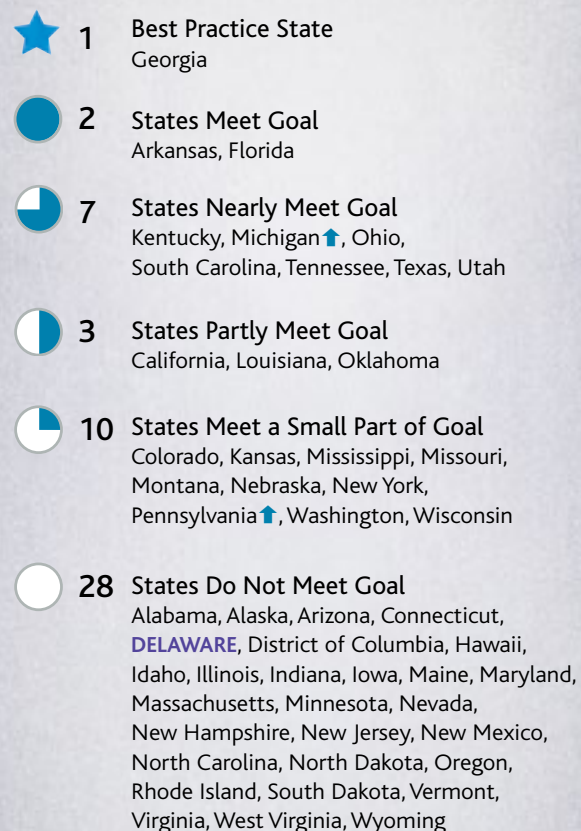 1 Best Practice State
Georgia
2 States Meet Goal
Arkansas, Florida
7 States Nearly Meet Goal
Kentucky, Michigan⬆, Ohio,
South Carolina, Tennessee, Texas, Utah
3 States Partly Meet Goal
California, Louisiana, Oklahoma
10 States Meet a Small Part of Goal
Colorado, Kansas, Mississippi, Missouri,
Montana, Nebraska, New York,
Pennsylvania⬆, Washington, Wisconsin
28 States Do Not Meet Goal
Alabama, Alaska, Arizona, Connecticut,
DELAWARE, District of Columbia, Hawaii,
Idaho, Illinois, Indiana, Iowa, Maine, Maryland,
Massachusetts, Minnesota, Nevada,
New Hampshire, New Jersey, New Mexico,
North Carolina, North Dakota, Oregon,
Rhode Island, South Dakota, Vermont,
Virginia, West Virginia, Wyoming